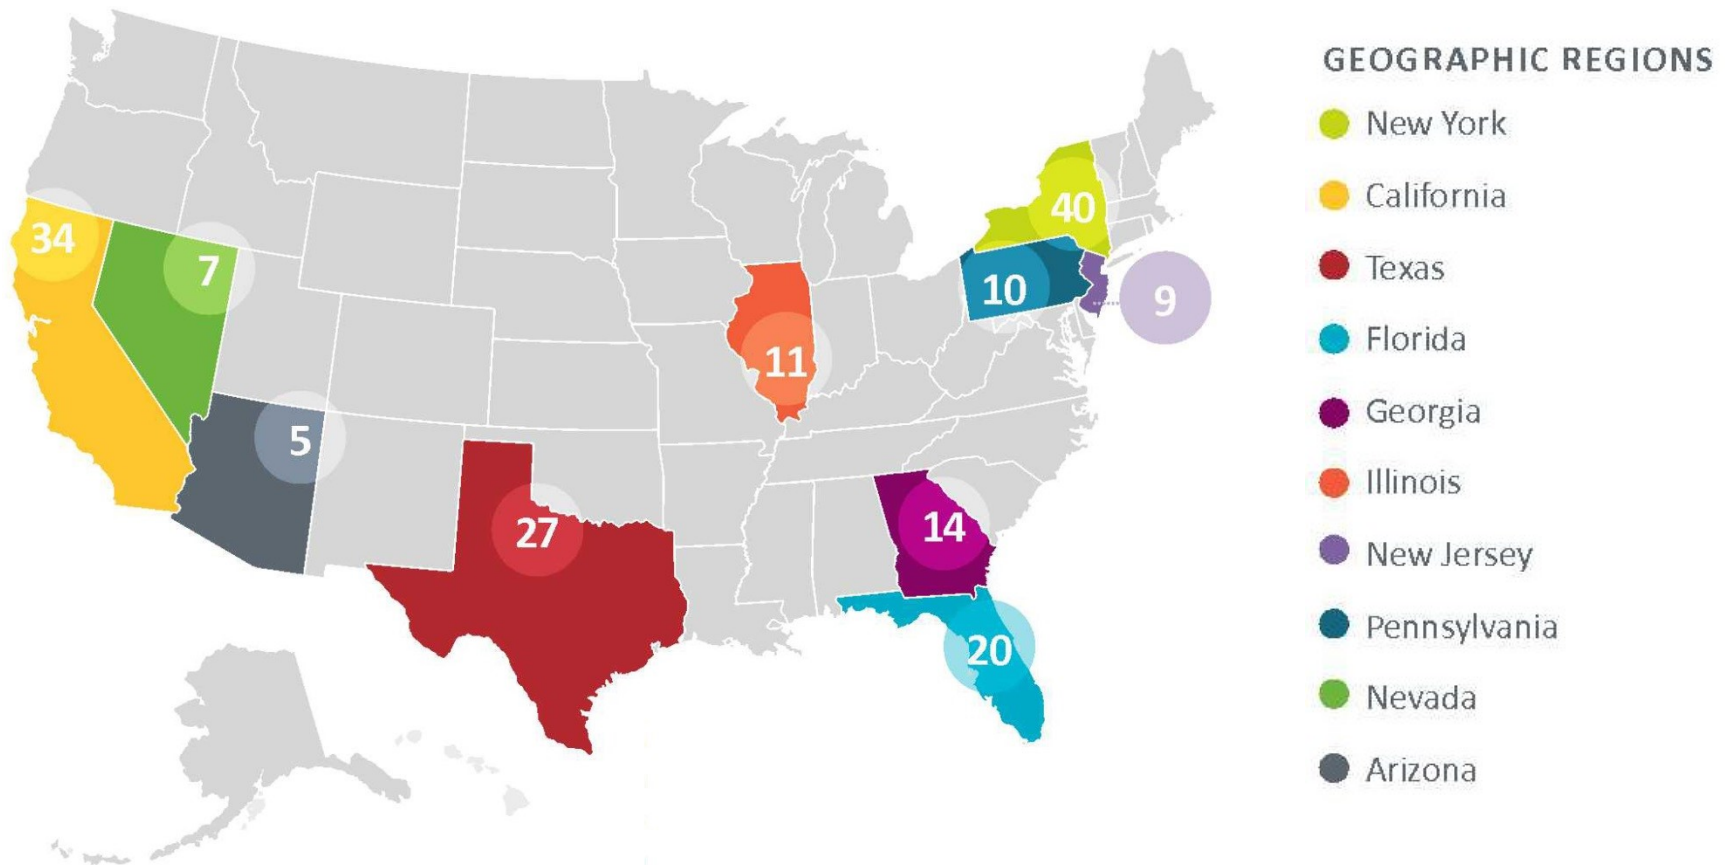 GEOGRAPHIC REGIONS
New York
California
Texas
Florida
Georgia
Illinois
New Jersey
Pennsylvania
Nevada
Arizona
40
34
7
10
9
11
5
27
14
20